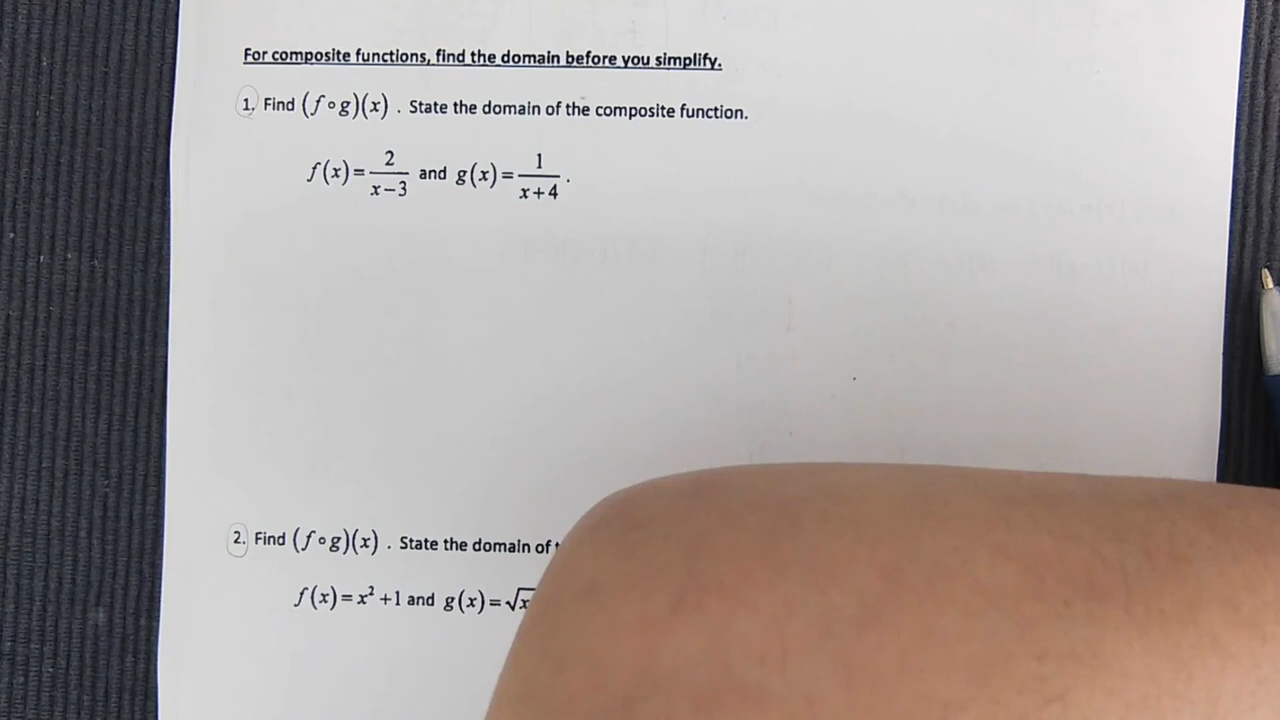 For composite functions, find the domain before you simplify.
1. Find (f∘g)(x). State the domain of the composite function.
f(x)=2/(x−3) and g(x)=1/(x+4).
2. Find (f∘g)(x). State the domain of
f(x)=x²+1 and g(x)=√x